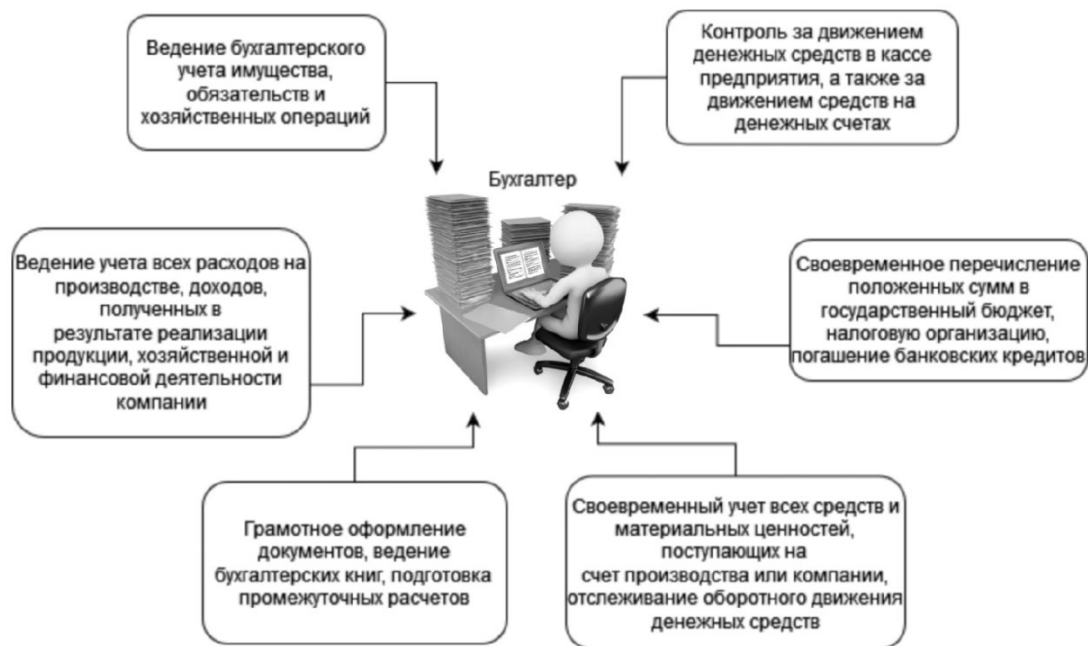 Ведение бухгалтерского
учета имущества,
обязательств и
хозяйственных операций
Контроль за движением
денежных средств в кассе
предприятия, а также за
движением средств на
денежных счетах
Бухгалтер
Ведение учета всех расходов на
производстве, доходов,
полученных в
результате реализации
продукции, хозяйственной и
финансовой деятельности
компании
Своевременное перечисление
положенных сумм в
государственный бюджет,
налоговую организацию,
погашение банковских кредитов
Грамотное оформление
документов, ведение
бухгалтерских книг, подготовка
промежуточных расчетов
Своевременный учет всех средств и
материальных ценностей,
поступающих на
счет производства или компании,
отслеживание оборотного движения
денежных средств